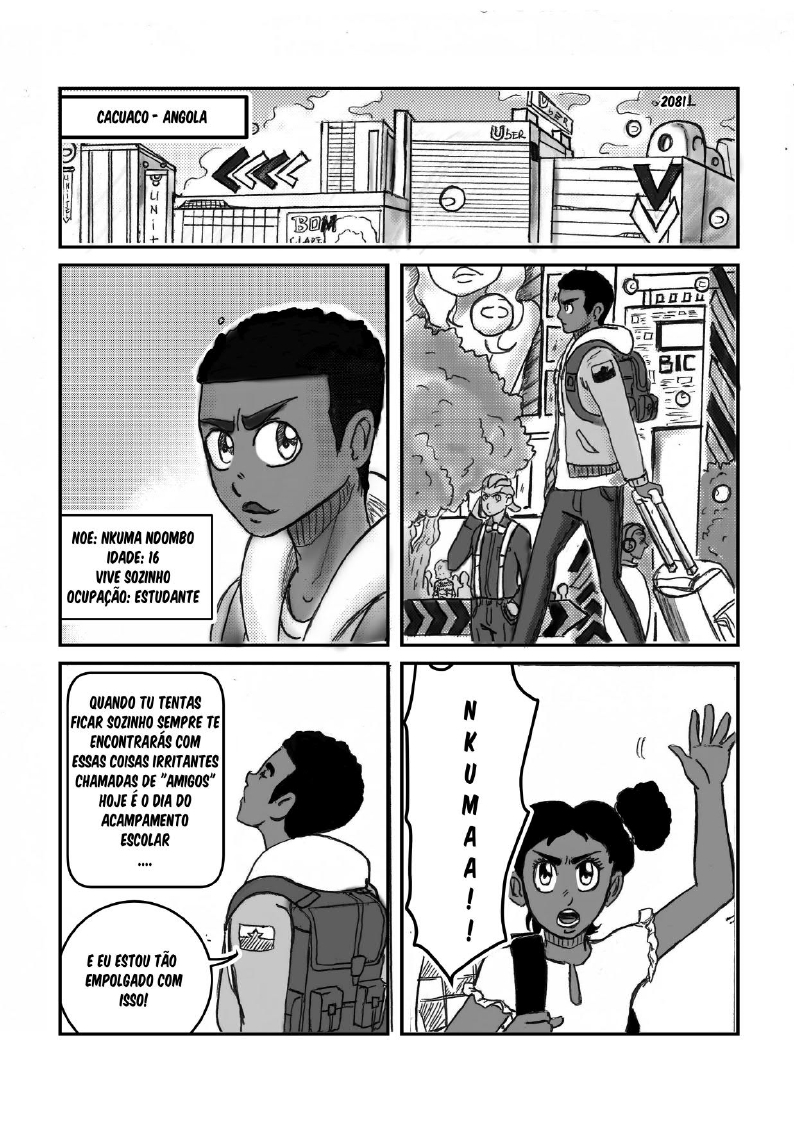 CACUACO - ANGOLA
2081L
UBER
UBER
UNIT
BOM
BIC
NOE: NKUMA NDOMBO
IDADE: 16
VIVE SOZINHO
OCUPAÇÃO: ESTUDANTE
QUANDO TU TENTAS
FICAR SOZINHO SEMPRE TE
ENCONTRARÁS COM
ESSAS COISAS IRRITANTES
CHAMADAS DE "AMIGOS"
HOJE É O DIA DO
ACAMPAMENTO
ESCOLAR
....
E EU ESTOU TÃO
EMPOLGADO COM
ISSO!
NKUMAA!!